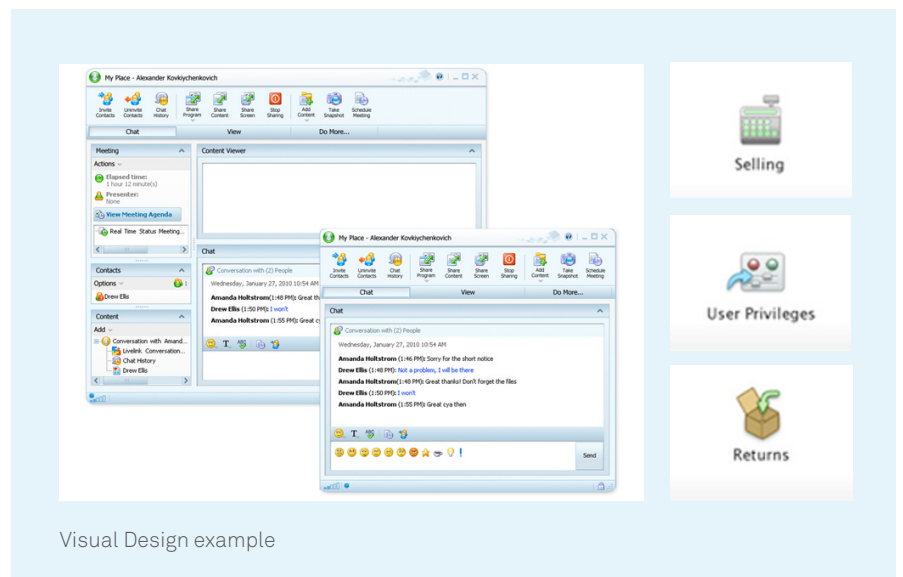 My Place - Alexander Kovkiychenkovich
Invite Contacts
Uninvite Contacts
Chat History
Share Program
Share Content
Share Screen
Stop Sharing
Add Content
Take Snapshot
Schedule Meeting
Chat
View
Do More...
Meeting
Actions
Elapsed time:
1 hour 12 minute(s)
Presenter:
None
View Meeting Agenda
Real Time Status Meeting...
Contacts
Options
1
Drew Ellis
Content
Add
Conversation with Amand...
Livelink Conversation...
Chat History
Drew Ellis
Content Viewer
Chat
Conversation with (2) People
Wednesday, January 27, 2010 10:54 AM
Amanda Holtstrom(1:48 PM): Great th
Drew Ellis (1:50 PM): I won't
Amanda Holtstrom (1:55 PM): Great c
T
ABC
My Place - Alexander Kovkiychenkovich
Invite Contacts
Uninvite Contacts
Chat History
Share Program
Share Content
Share Screen
Stop Sharing
Add Content
Take Snapshot
Schedule Meeting
Chat
View
Do More...
Chat
Conversation with (2) People
Wednesday, January 27, 2010 10:54 AM
Amanda Holtstrom (1:46 PM): Sorry for the short notice
Drew Ellis (1:48 PM): Not a problem, I will be there
Amanda Holtstrom(1:48 PM): Great thanks! Don't forget the files
Drew Ellis (1:50 PM): I won't
Amanda Holtstrom (1:55 PM): Great cya then
T
ABC
Send
Selling
User Privileges
Returns
Visual Design example